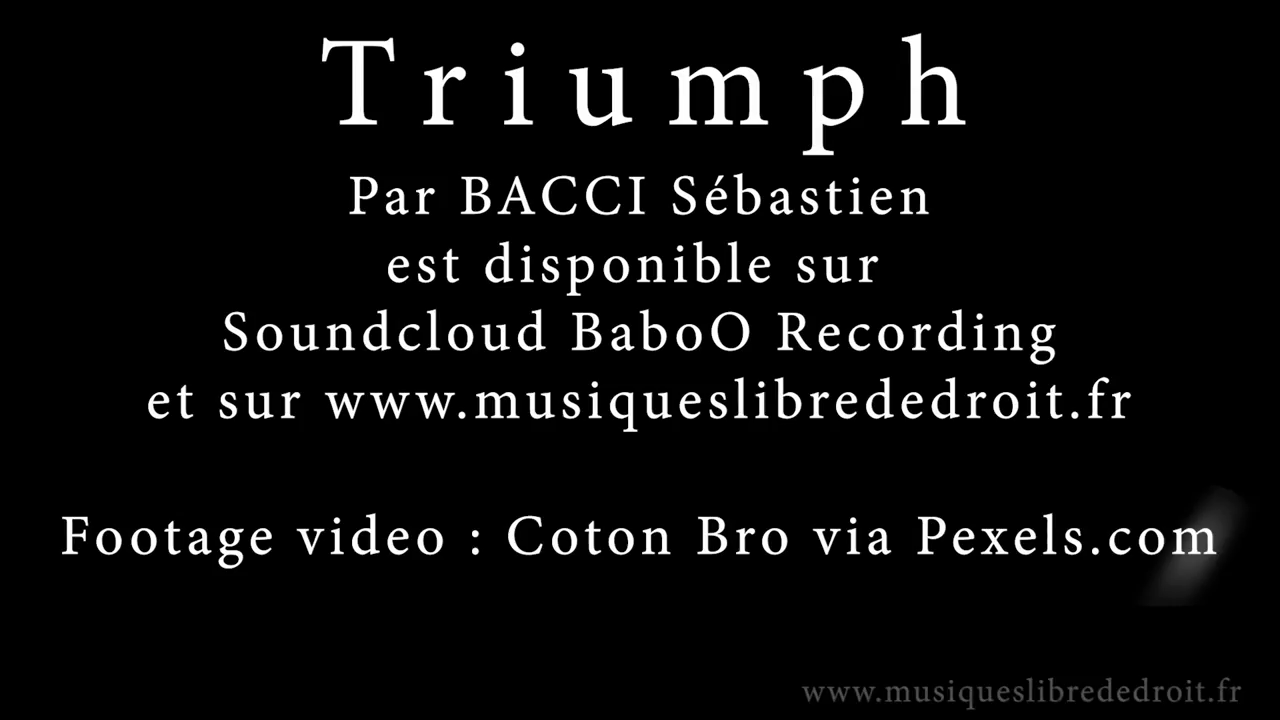 Triumph
Par BACCI Sébastien
est disponible sur
Soundcloud BaboO Recording
et sur www.musiqueslibrededroit.fr
Footage video : Coton Bro via Pexels.com
www.musiqueslibrededroit.fr